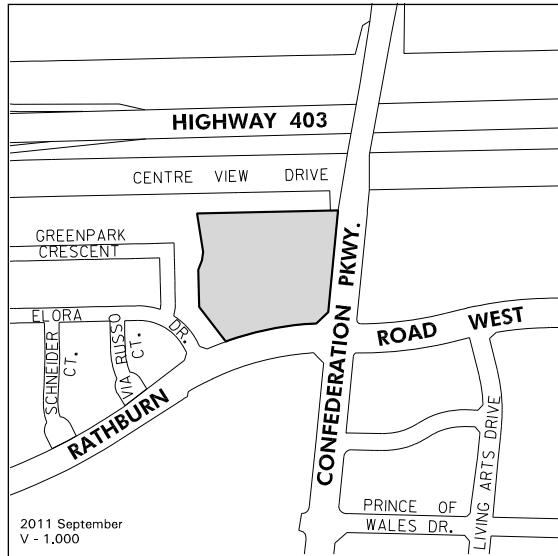 HIGHWAY 403
CENTRE VIEW DRIVE
GREENPARK
CRESCENT
CONFEDERATION PKWY.
ELORA
DR.
SCHNEIDER
CT.
VIA RUSSO
CT.
RATHBURN
ROAD WEST
LIVING ARTS DRIVE
PRINCE OF
WALES DR.
2011 September
V - 1.000